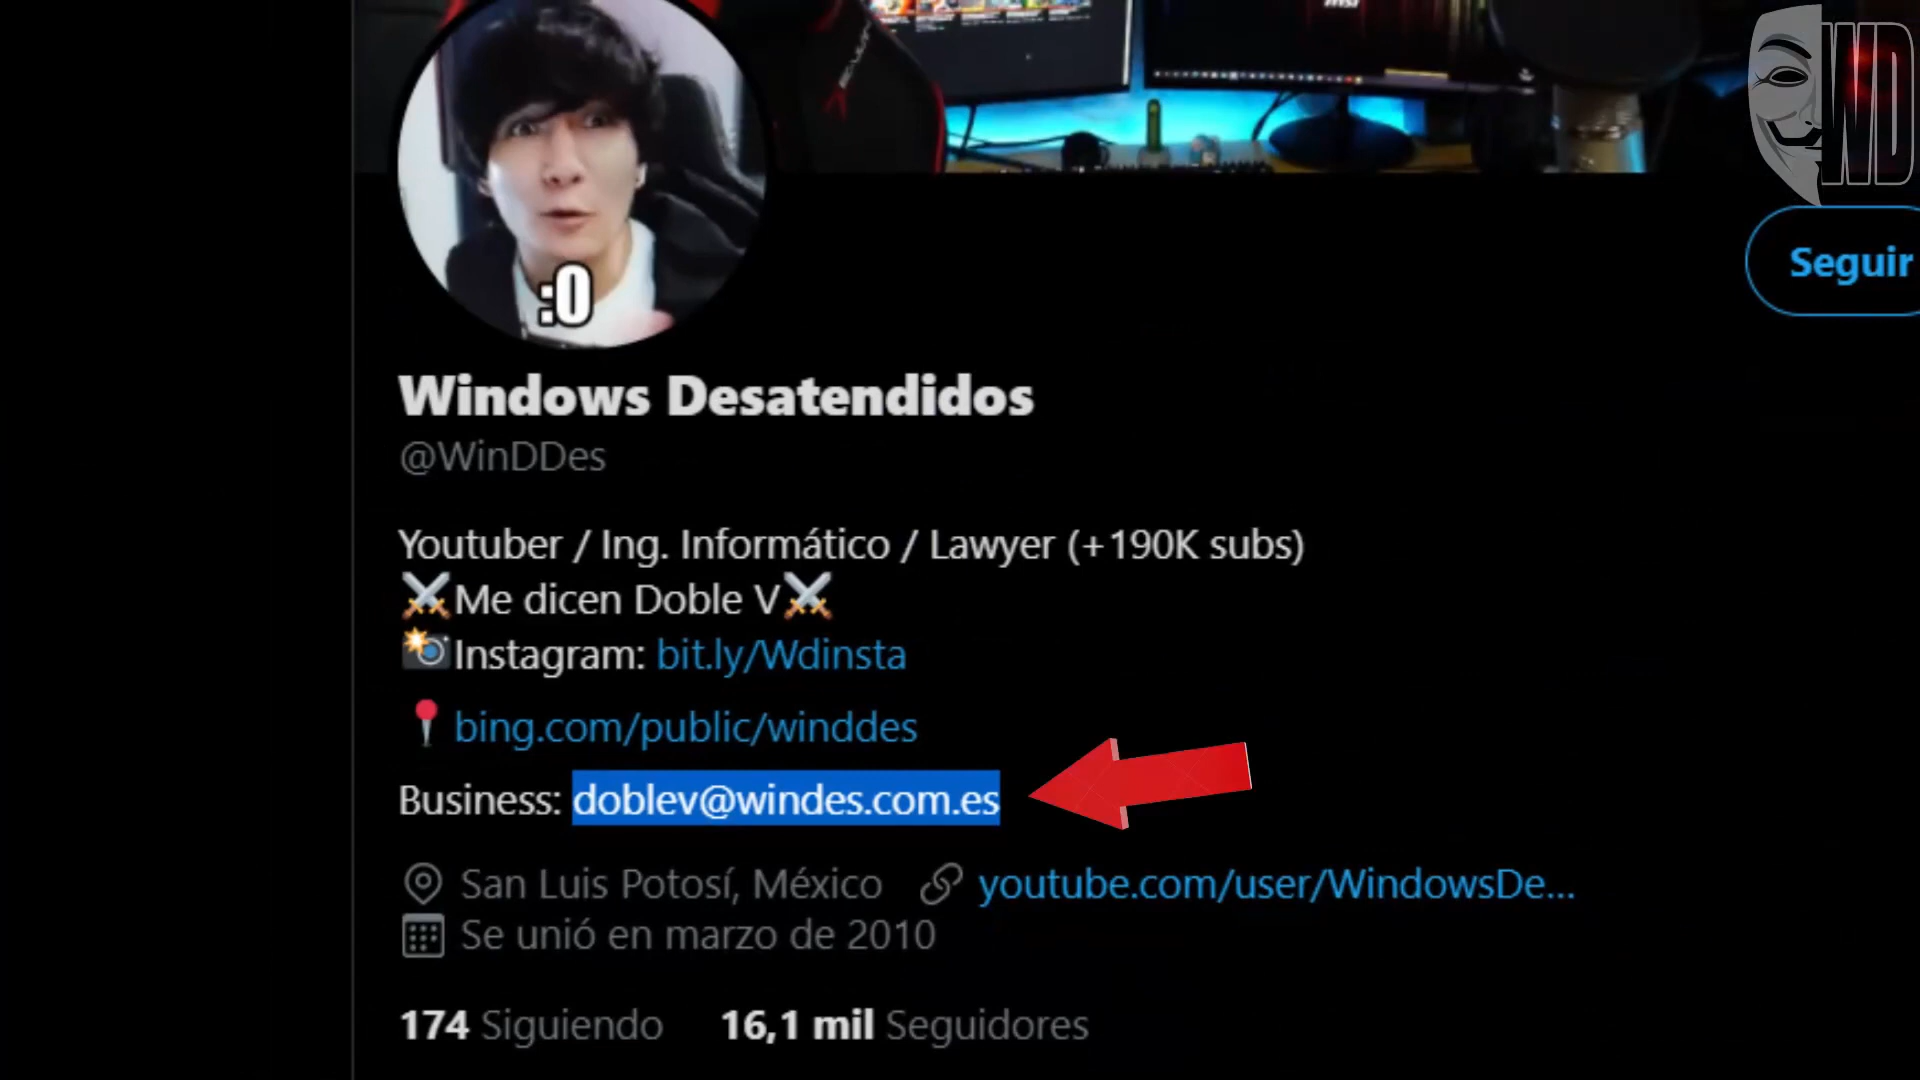 WD
Seguir
:0
Windows Desatendidos
@WinDDes
Youtuber / Ing. Informático / Lawyer (+190K subs)
⚔Me dicen Doble V⚔
📸Instagram: bit.ly/Wdinsta
📍bing.com/public/winddes
Business: doblev@windes.com.es
San Luis Potosí, México youtube.com/user/WindowsDe...
Se unió en marzo de 2010
174 Siguiendo 16,1 mil Seguidores